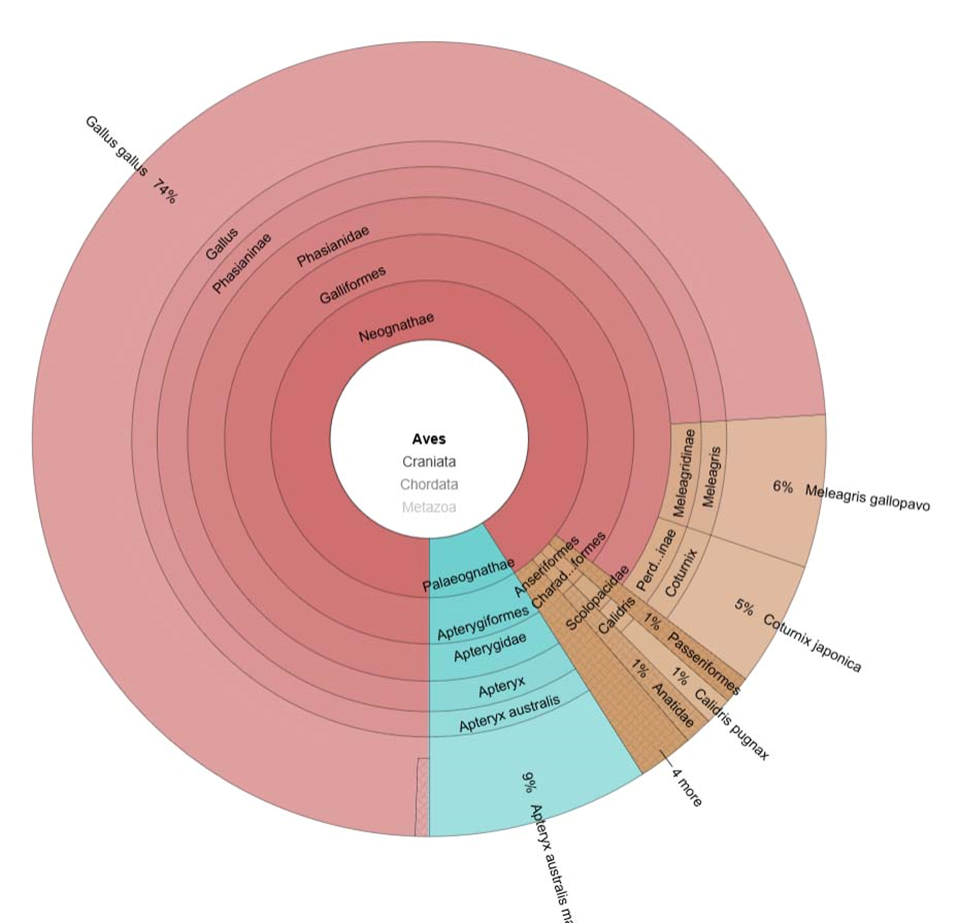 Gallus gallus 74%
Gallus
Phasianinae
Phasianidae
Galliformes
Neognathae
Aves
Craniata
Chordata
Metazoa
Meleagridinae
Meleagris
6% Meleagris gallopavo
Perd...inae
Coturnix
5% Coturnix japonica
Anseriformes
Charad...formes
Scolopacidae
Calidris
1% Passeriformes
1% Calidris pugnax
1% Anatidae
4 more
Palaeognathae
Apterygiformes
Apterygidae
Apteryx
Apteryx australis
9% Apteryx australis ma